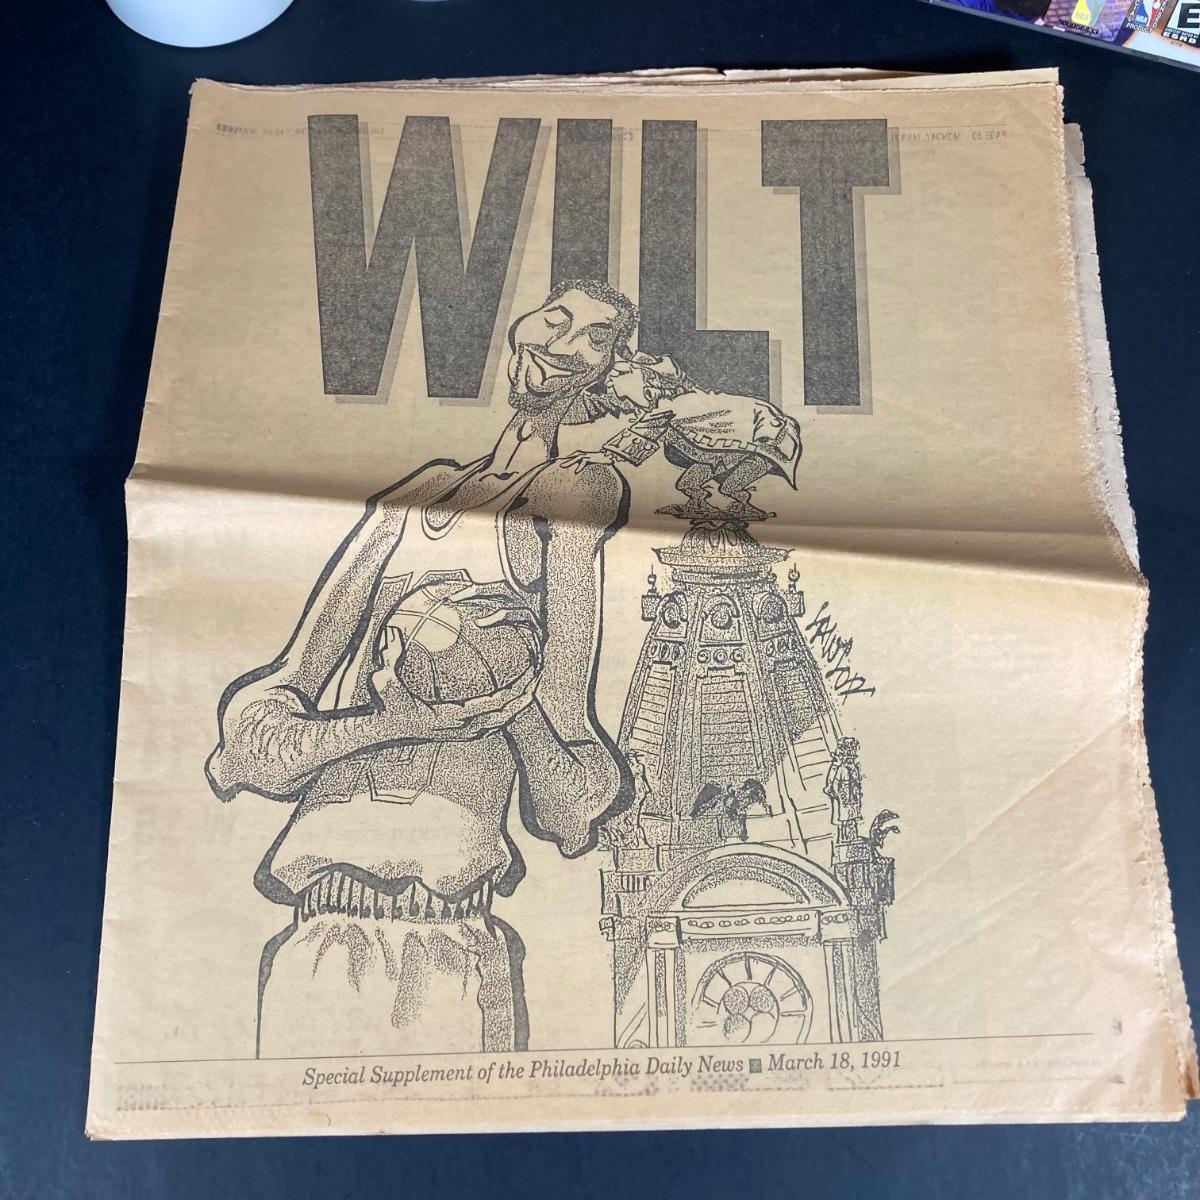 WILT
Special Supplement of the Philadelphia Daily News ■ March 18, 1991